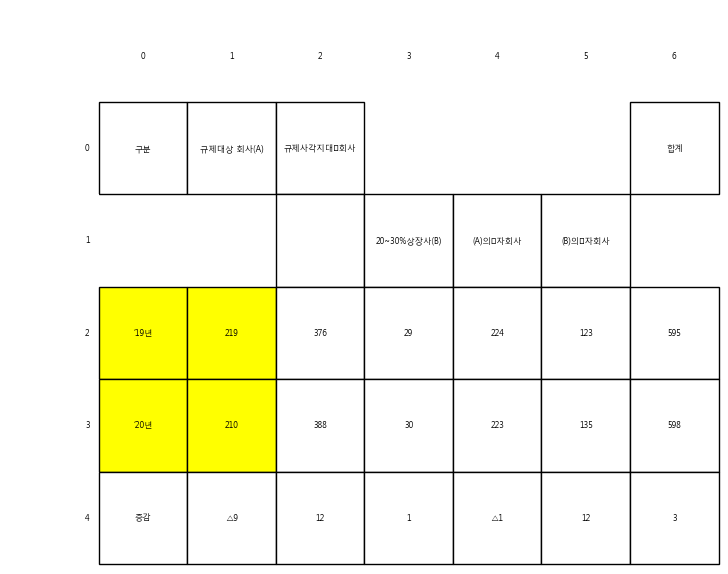 0 1 2 3 4 5 6
0 구분 규제대상 회사(A) 규제사각지대▯회사 합계
1 20~30%상장사(B) (A)의▯자회사 (B)의▯자회사
2 '19년 219 376 29 224 123 595
3 '20년 210 388 30 223 135 598
4 증감 △9 12 1 △1 12 3